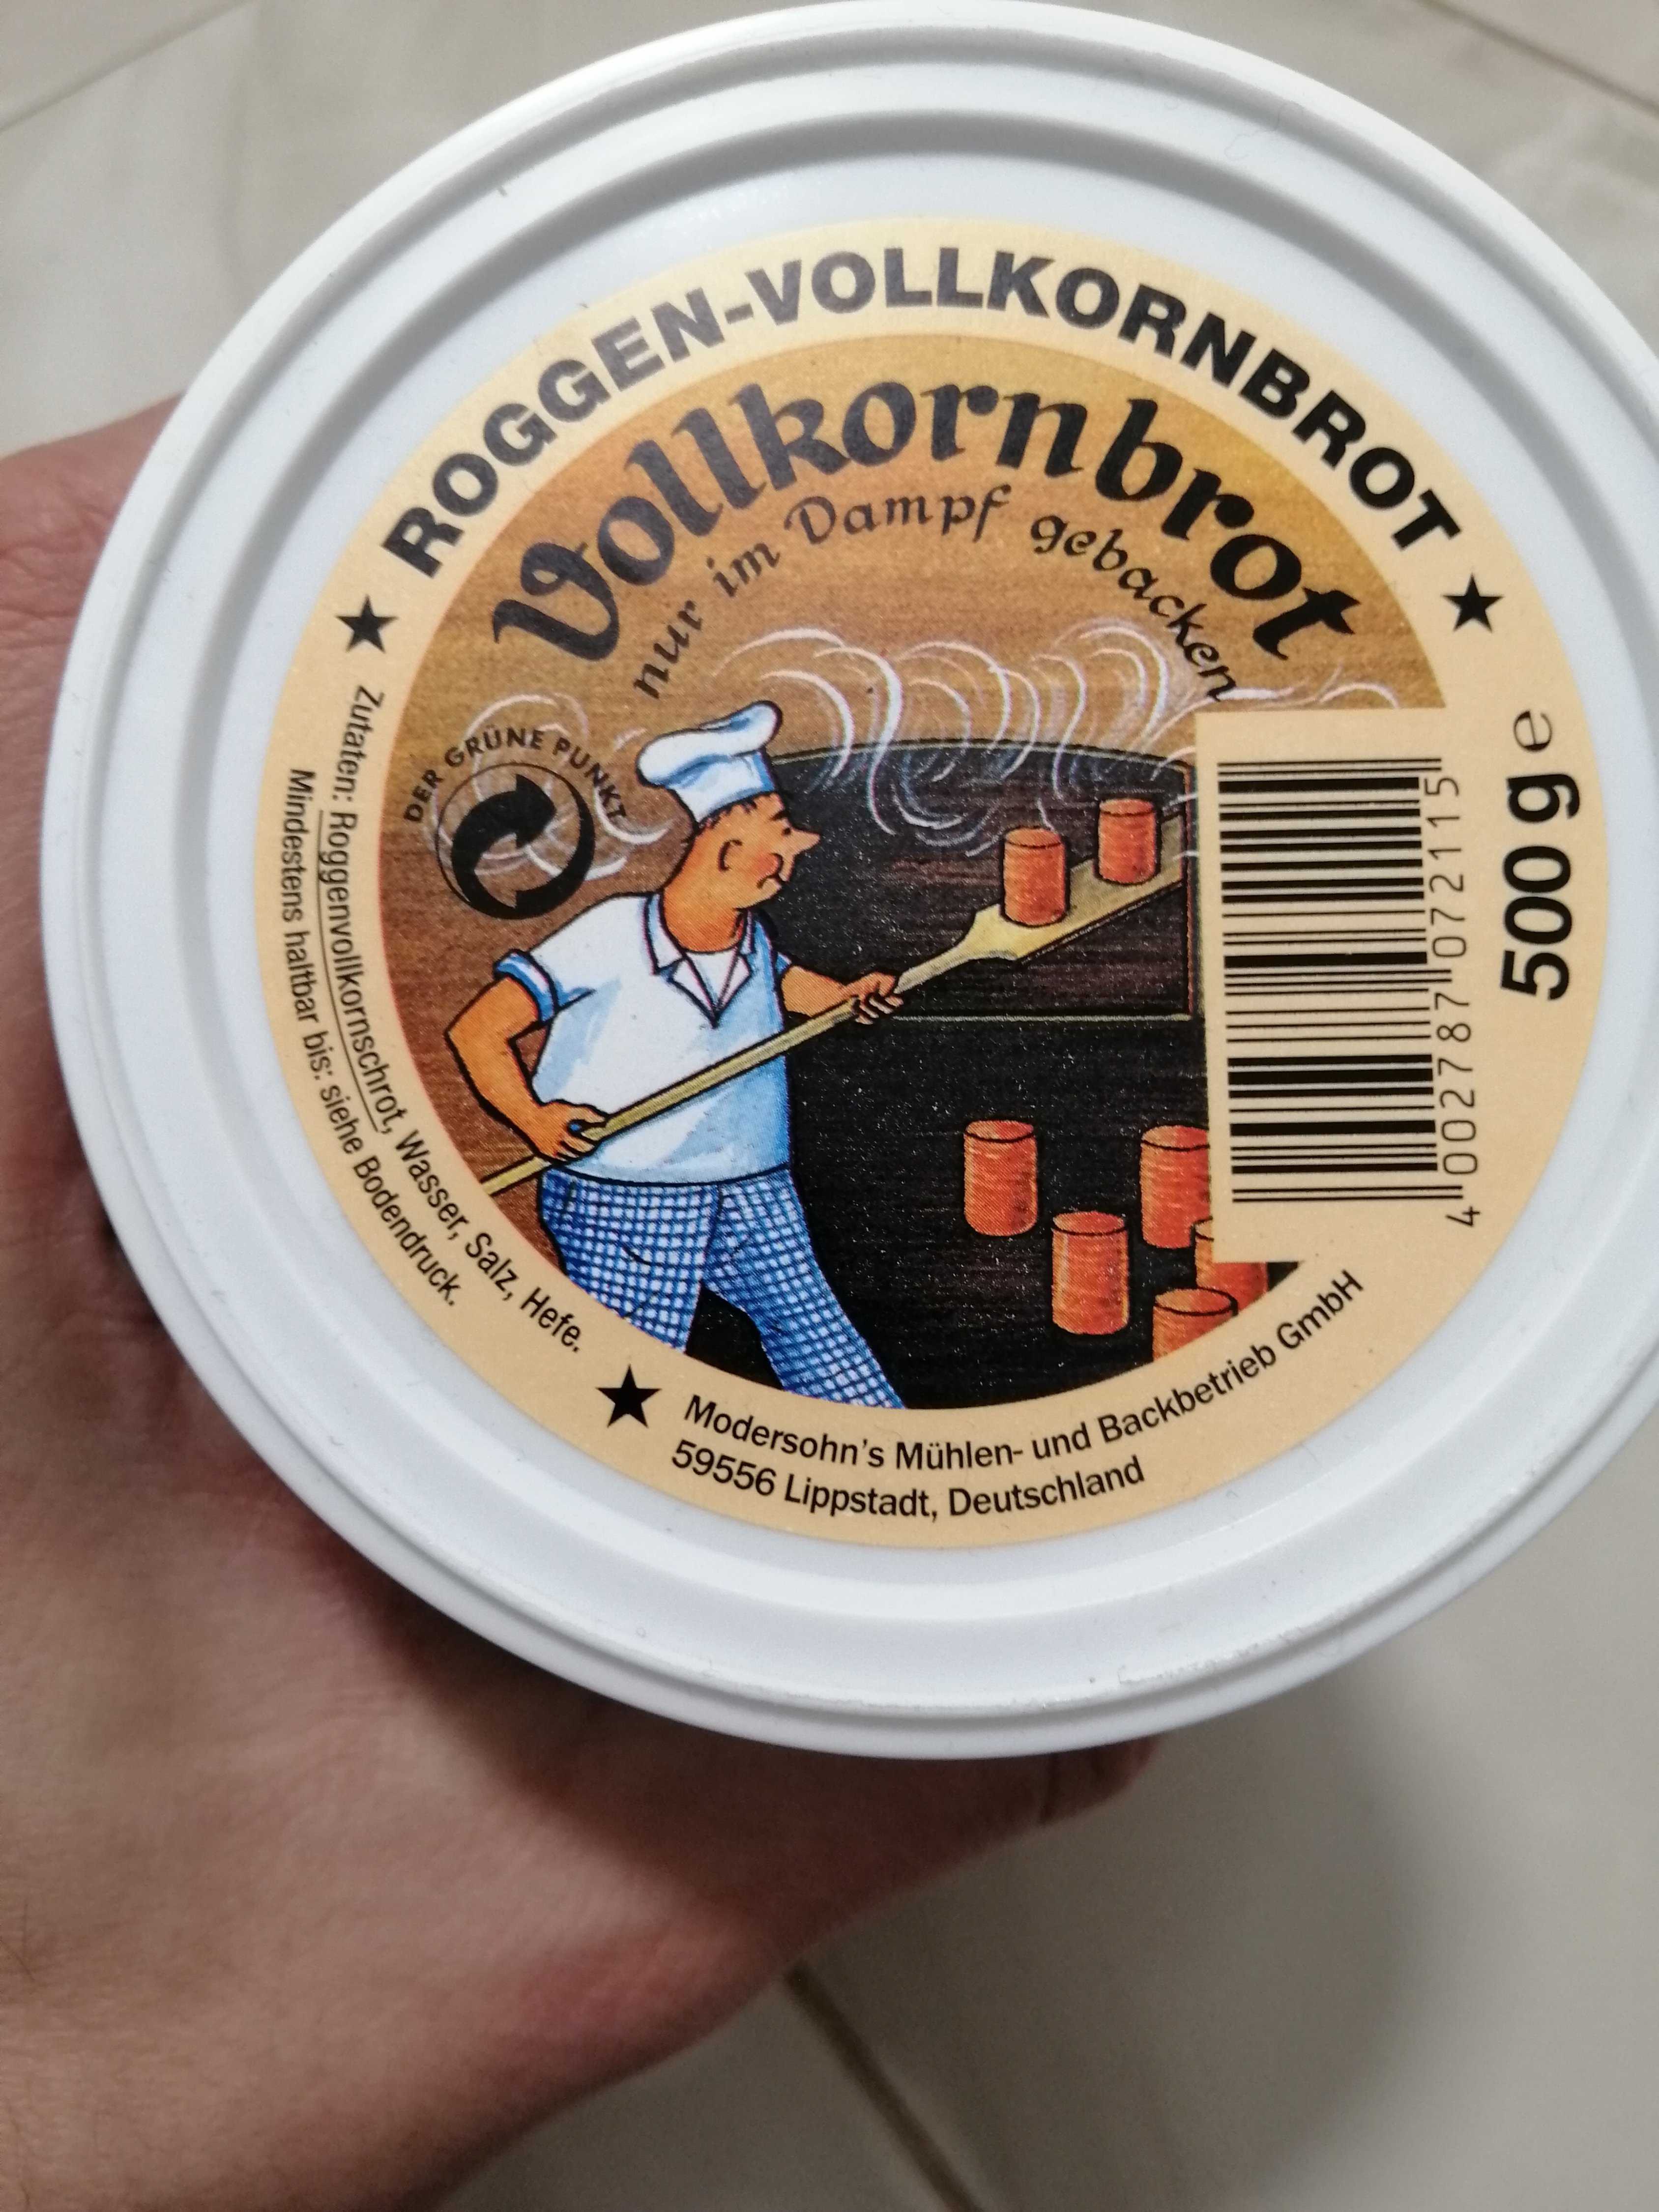 ROGGEN-VOLLKORNBROT
Vollkornbrot
nur im Dampf gebacken
DER GRÜNE PUNKT
Zutaten: Roggenvollkornschrot, Wasser, Salz, Hefe.
Mindestens haltbar bis: siehe Bodendruck.
4 002787 072115
500 g e
Modersohn's Mühlen- und Backbetrieb GmbH
59556 Lippstadt, Deutschland